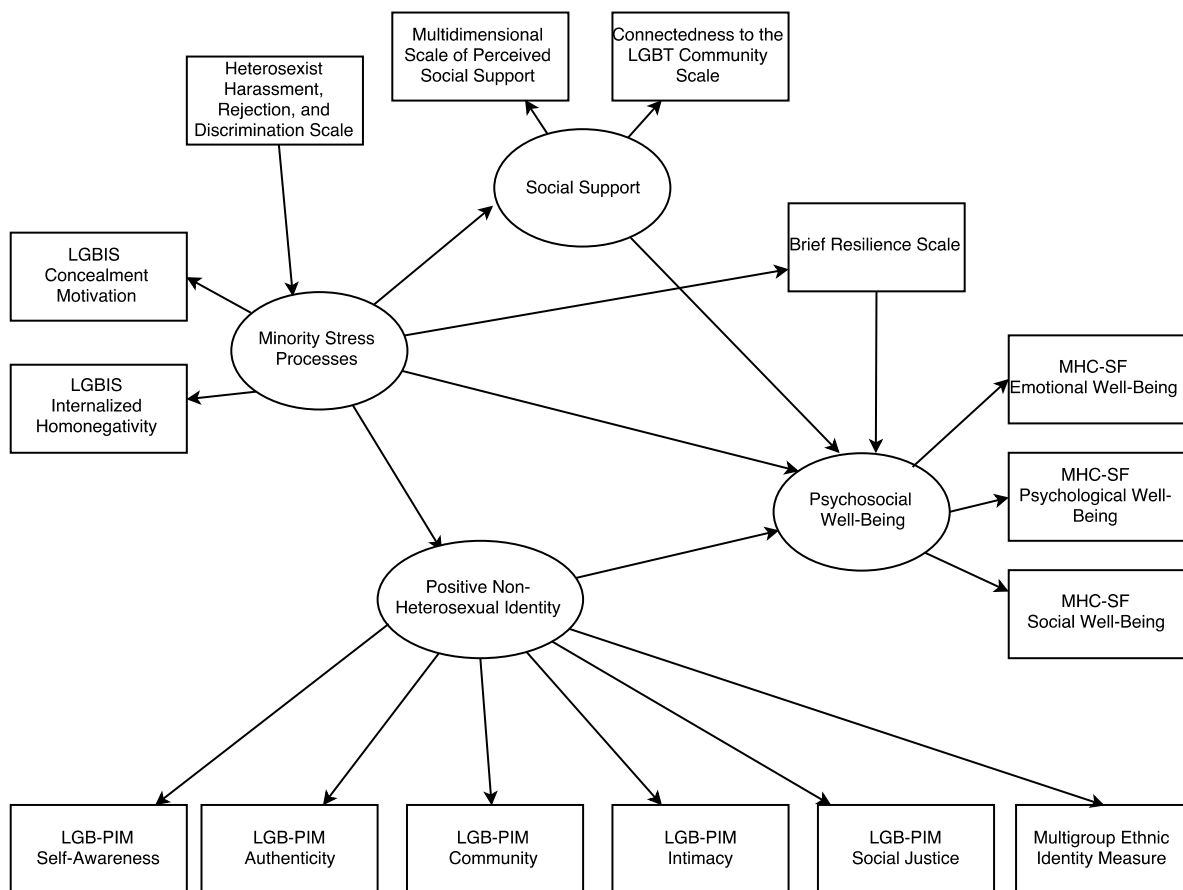 Multidimensional
Scale of Perceived
Social Support
Connectedness to the
LGBT Community
Scale
Heterosexist
Harassment,
Rejection, and
Discrimination Scale
Social Support
Brief Resilience Scale
LGBIS
Concealment
Motivation
Minority Stress
Processes
LGBIS
Internalized
Homonegativity
MHC-SF
Emotional Well-Being
Psychosocial
Well-Being
MHC-SF
Psychological Well-
Being
Positive Non-
Heterosexual Identity
MHC-SF
Social Well-Being
LGB-PIM
Self-Awareness
LGB-PIM
Authenticity
LGB-PIM
Community
LGB-PIM
Intimacy
LGB-PIM
Social Justice
Multigroup Ethnic
Identity Measure